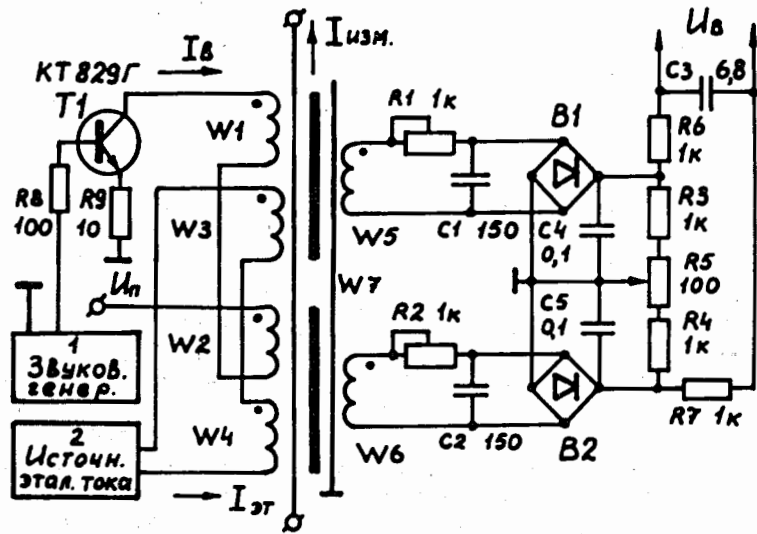 Iв
Iизм.
Uв
КТ829Г
T1
C3
6,8
W1
R1 1к
B1
R6
1к
R8
100
R9
10
W3
W5
C1 150
C4
0,1
R3
1к
W7
R5
100
Uп
R2 1к
C5
0,1
R4
1к
1
Звуков.
генер.
W2
W4
W6
C2 150
B2
R7 1к
2
Источн.
этал. тока
Iэт